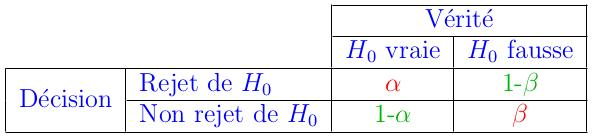 Vérité
H₀ vraie H₀ fausse
Décision Rejet de H₀ α 1-β
Non rejet de H₀ 1-α β